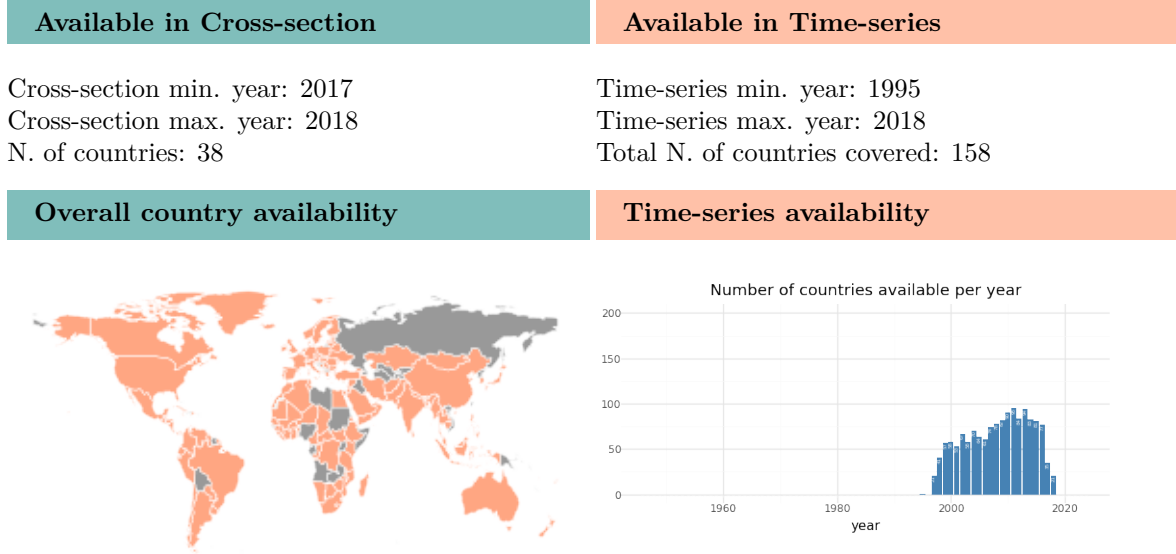 Available in Cross-section
Available in Time-series
Cross-section min. year: 2017
Cross-section max. year: 2018
N. of countries: 38
Time-series min. year: 1995
Time-series max. year: 2018
Total N. of countries covered: 158
Overall country availability
Time-series availability
Number of countries available per year
200
150
100
50
0
1960
1980
2000
2020
year